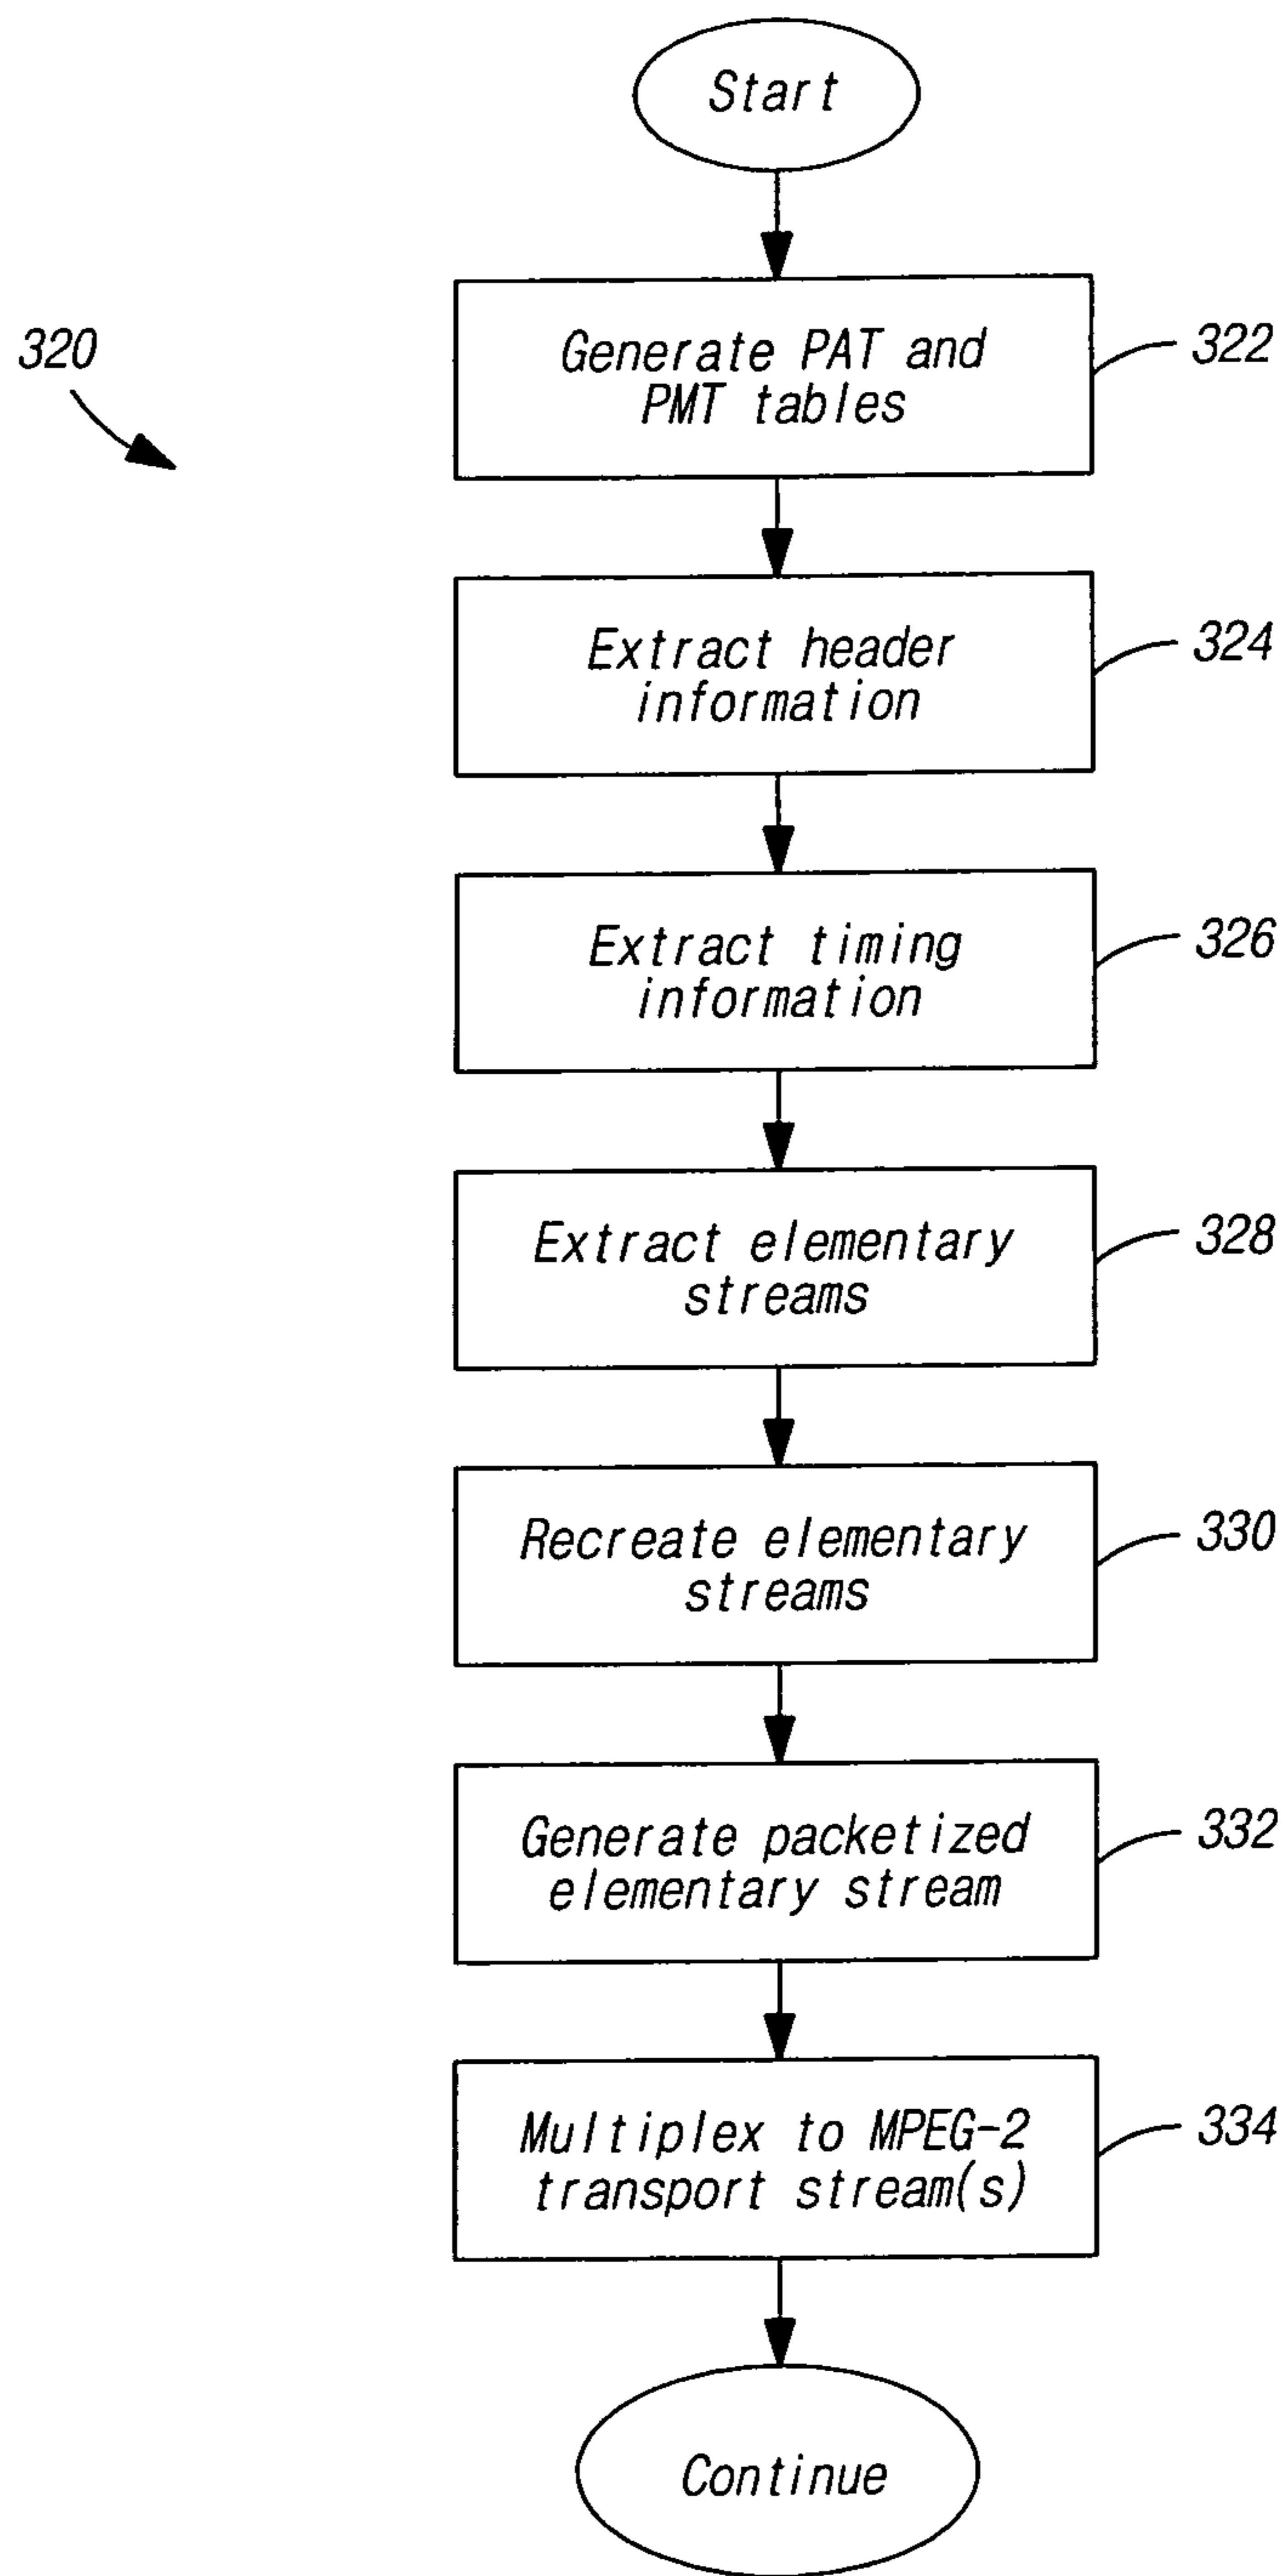 Start
320
Generate PAT and
PMT tables
322
Extract header
information
324
Extract timing
information
326
Extract elementary
streams
328
Recreate elementary
streams
330
Generate packetized
elementary stream
332
Multiplex to MPEG-2
transport stream(s)
334
Continue